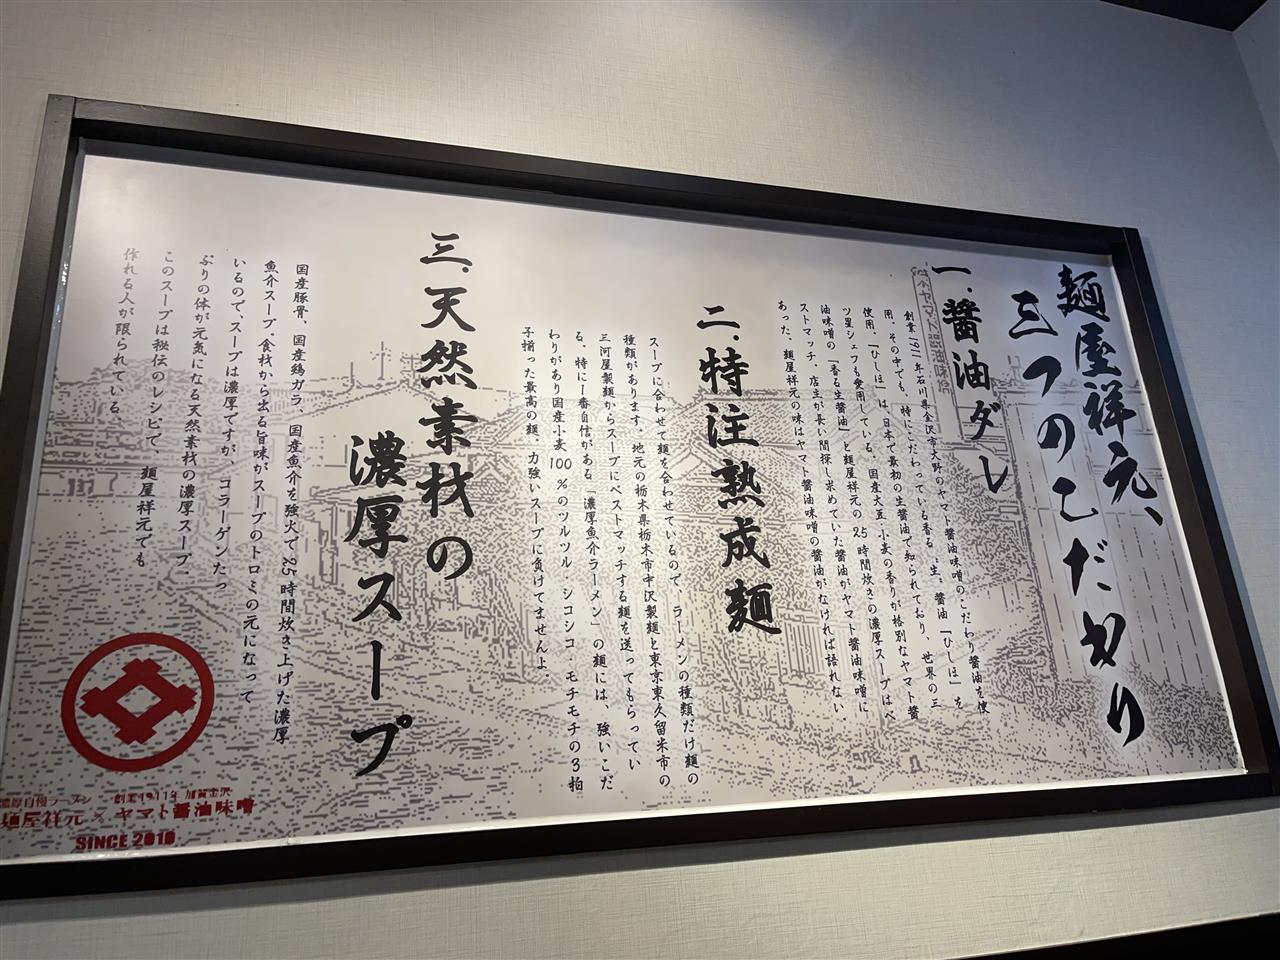 麺屋祥元、
三つのこだわり
一.醤油ダレ
創業1911年石川県金沢市大野のヤマト醤油味噌のこだわり醤油を使
用。その中でも、特にこだわっている香る"生"醤油「ひしほ」を
使用。「ひしほ」は、日本で最初の生醤油で知られており、世界の三
ツ星シェフも愛用している。国産大豆、小麦の香りが格別なヤマト醤
油味噌の「香る生醤油」と麺屋祥元の25時間炊きの濃厚スープはベ
ストマッチ。店主が長い間探し求めていた醤油がヤマト醤油味噌に
あった。麺屋祥元の味はヤマト醤油味噌の醤油がなければ語れない。
二.特注熟成麺
スープに合わせて麺を合わせているので、ラーメンの種類だけ麺の
種類があります。地元の栃木県栃木市中沢製麺と東京東久留米市の
三河屋製麺からスープにベストマッチする麺を送ってもらってい
る。特に一番自信がある「濃厚魚介ラーメン」の麺には、強いこだ
わりがあり国産小麦100%のツルツル・シコシコ・モチモチの3拍
子揃った最高の麺。力強いスープに負けてませんよ。
三.天然素材の
濃厚スープ
国産豚骨、国産鶏ガラ、国産魚介を強火で25時間炊き上げた濃厚
魚介スープ。食材から出る旨味がスープのトロミの元になって
いるので、スープは濃厚ですが、コラーゲンたっ
ぷりの体が元気になる天然素材の濃厚スープ。
このスープは秘伝のレシピで、麺屋祥元でも
作れる人が限られている。
濃厚自慢ラーメン 創業1911年 加賀金沢
麺屋祥元×ヤマト醤油味噌
SINCE 2010